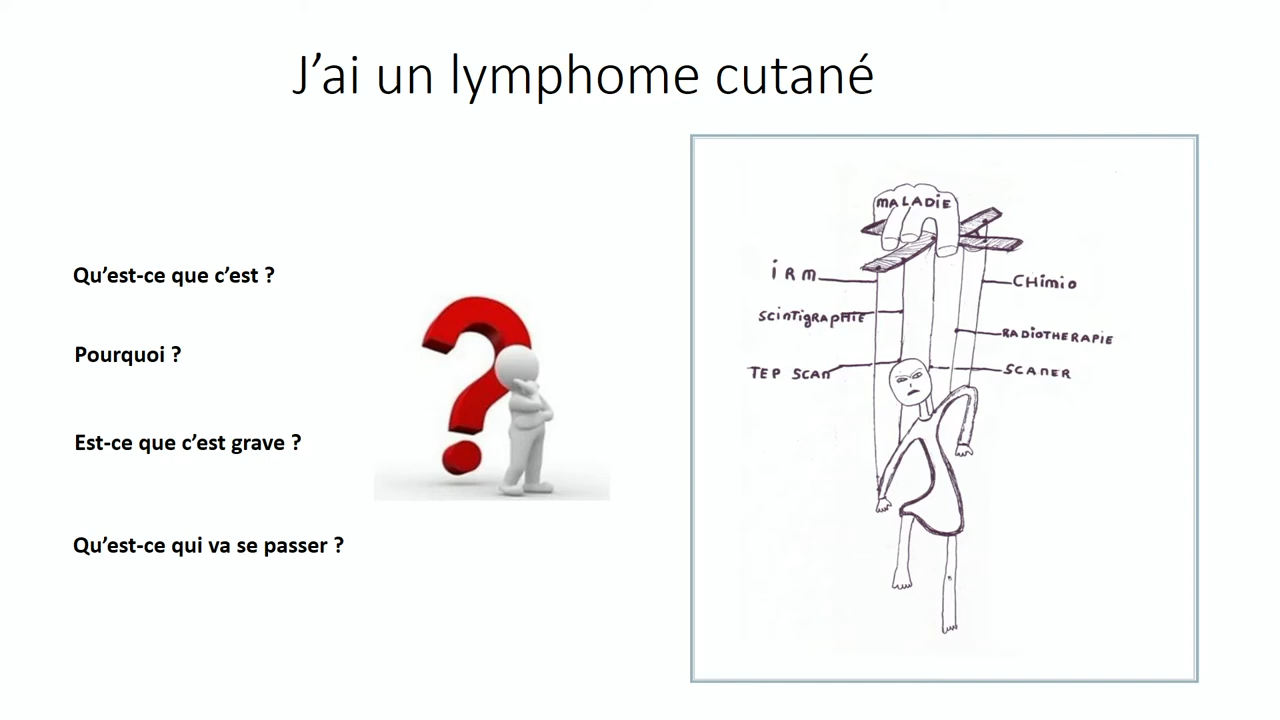 J’ai un lymphome cutané
Qu’est-ce que c’est ?
Pourquoi ?
Est-ce que c’est grave ?
Qu’est-ce qui va se passer ?
MALADIE
IRM
CHIMIO
SCINTIGRAPHIE
RADIOTHERAPIE
TEP SCAN
SCANER